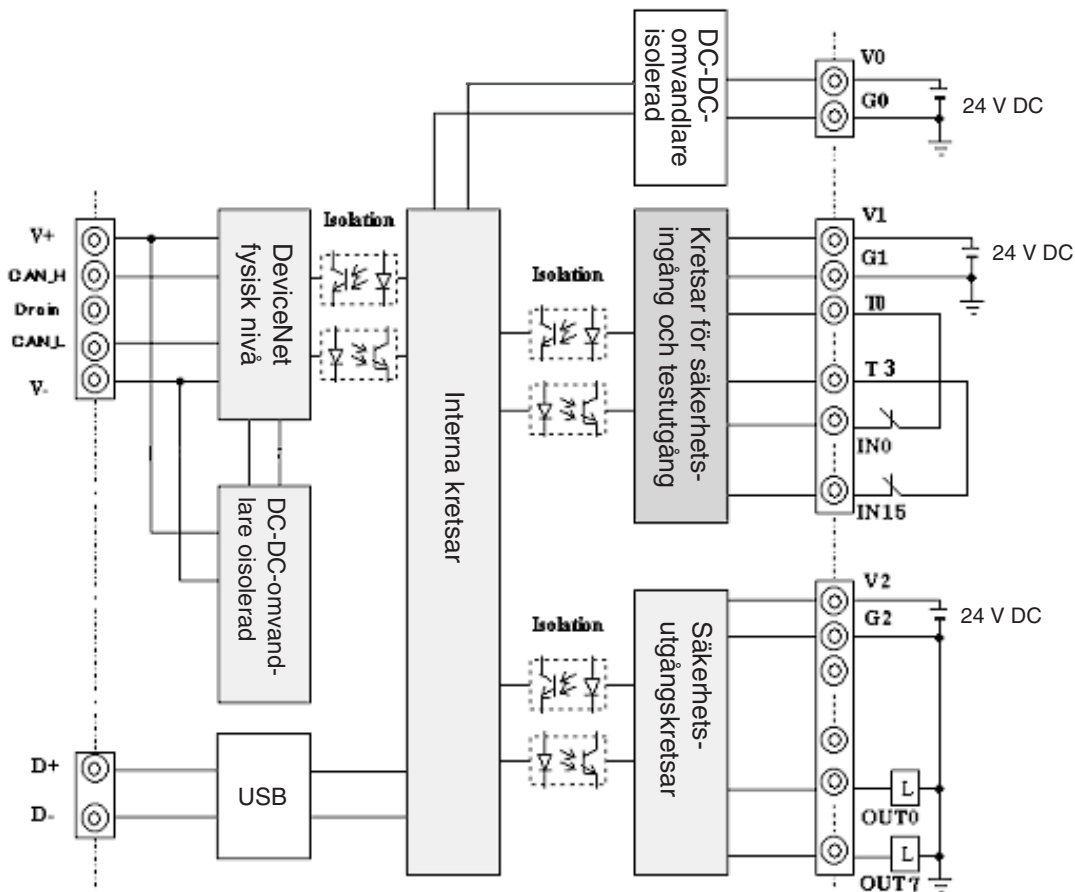 DC-DC-
omvandlare
isolerad
V0
G0
24 V DC
V+
CAN_H
Drain
CAN_L
V-
DeviceNet
fysisk nivå
Isolation
DC-DC-omvand-
lare oisolerad
Interna kretsar
Isolation
Kretsar för säkerhets-
ingång och testutgång
V1
G1
24 V DC
T0
T 3
IN0
IN15
Isolation
Säkerhets-
utgångskretsar
V2
G2
24 V DC
L
OUT0
L
OUT7
D+
D-
USB